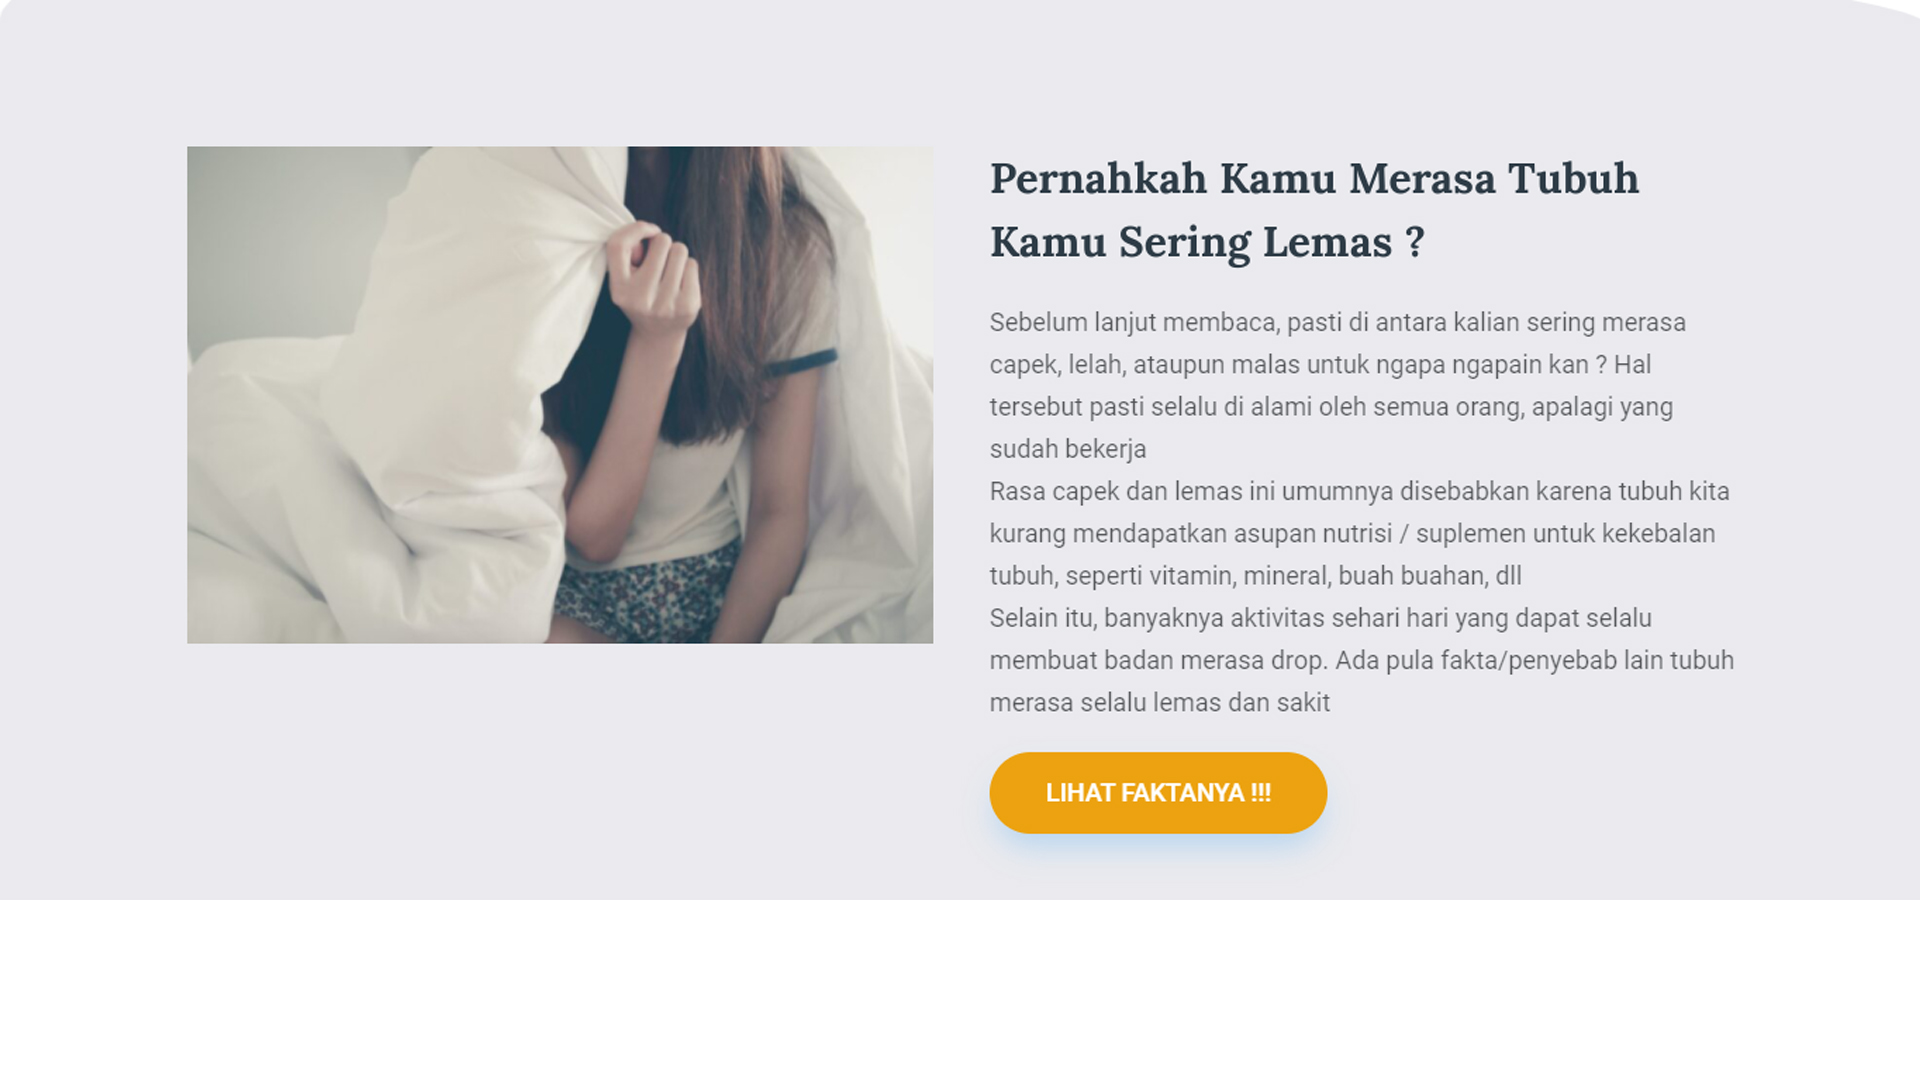 Pernahkah Kamu Merasa Tubuh
Kamu Sering Lemas ?
Sebelum lanjut membaca, pasti di antara kalian sering merasa
capek, lelah, ataupun malas untuk ngapa ngapain kan ? Hal
tersebut pasti selalu di alami oleh semua orang, apalagi yang
sudah bekerja
Rasa capek dan lemas ini umumnya disebabkan karena tubuh kita
kurang mendapatkan asupan nutrisi / suplemen untuk kekebalan
tubuh, seperti vitamin, mineral, buah buahan, dll
Selain itu, banyaknya aktivitas sehari hari yang dapat selalu
membuat badan merasa drop. Ada pula fakta/penyebab lain tubuh
merasa selalu lemas dan sakit
LIHAT FAKTANYA !!!